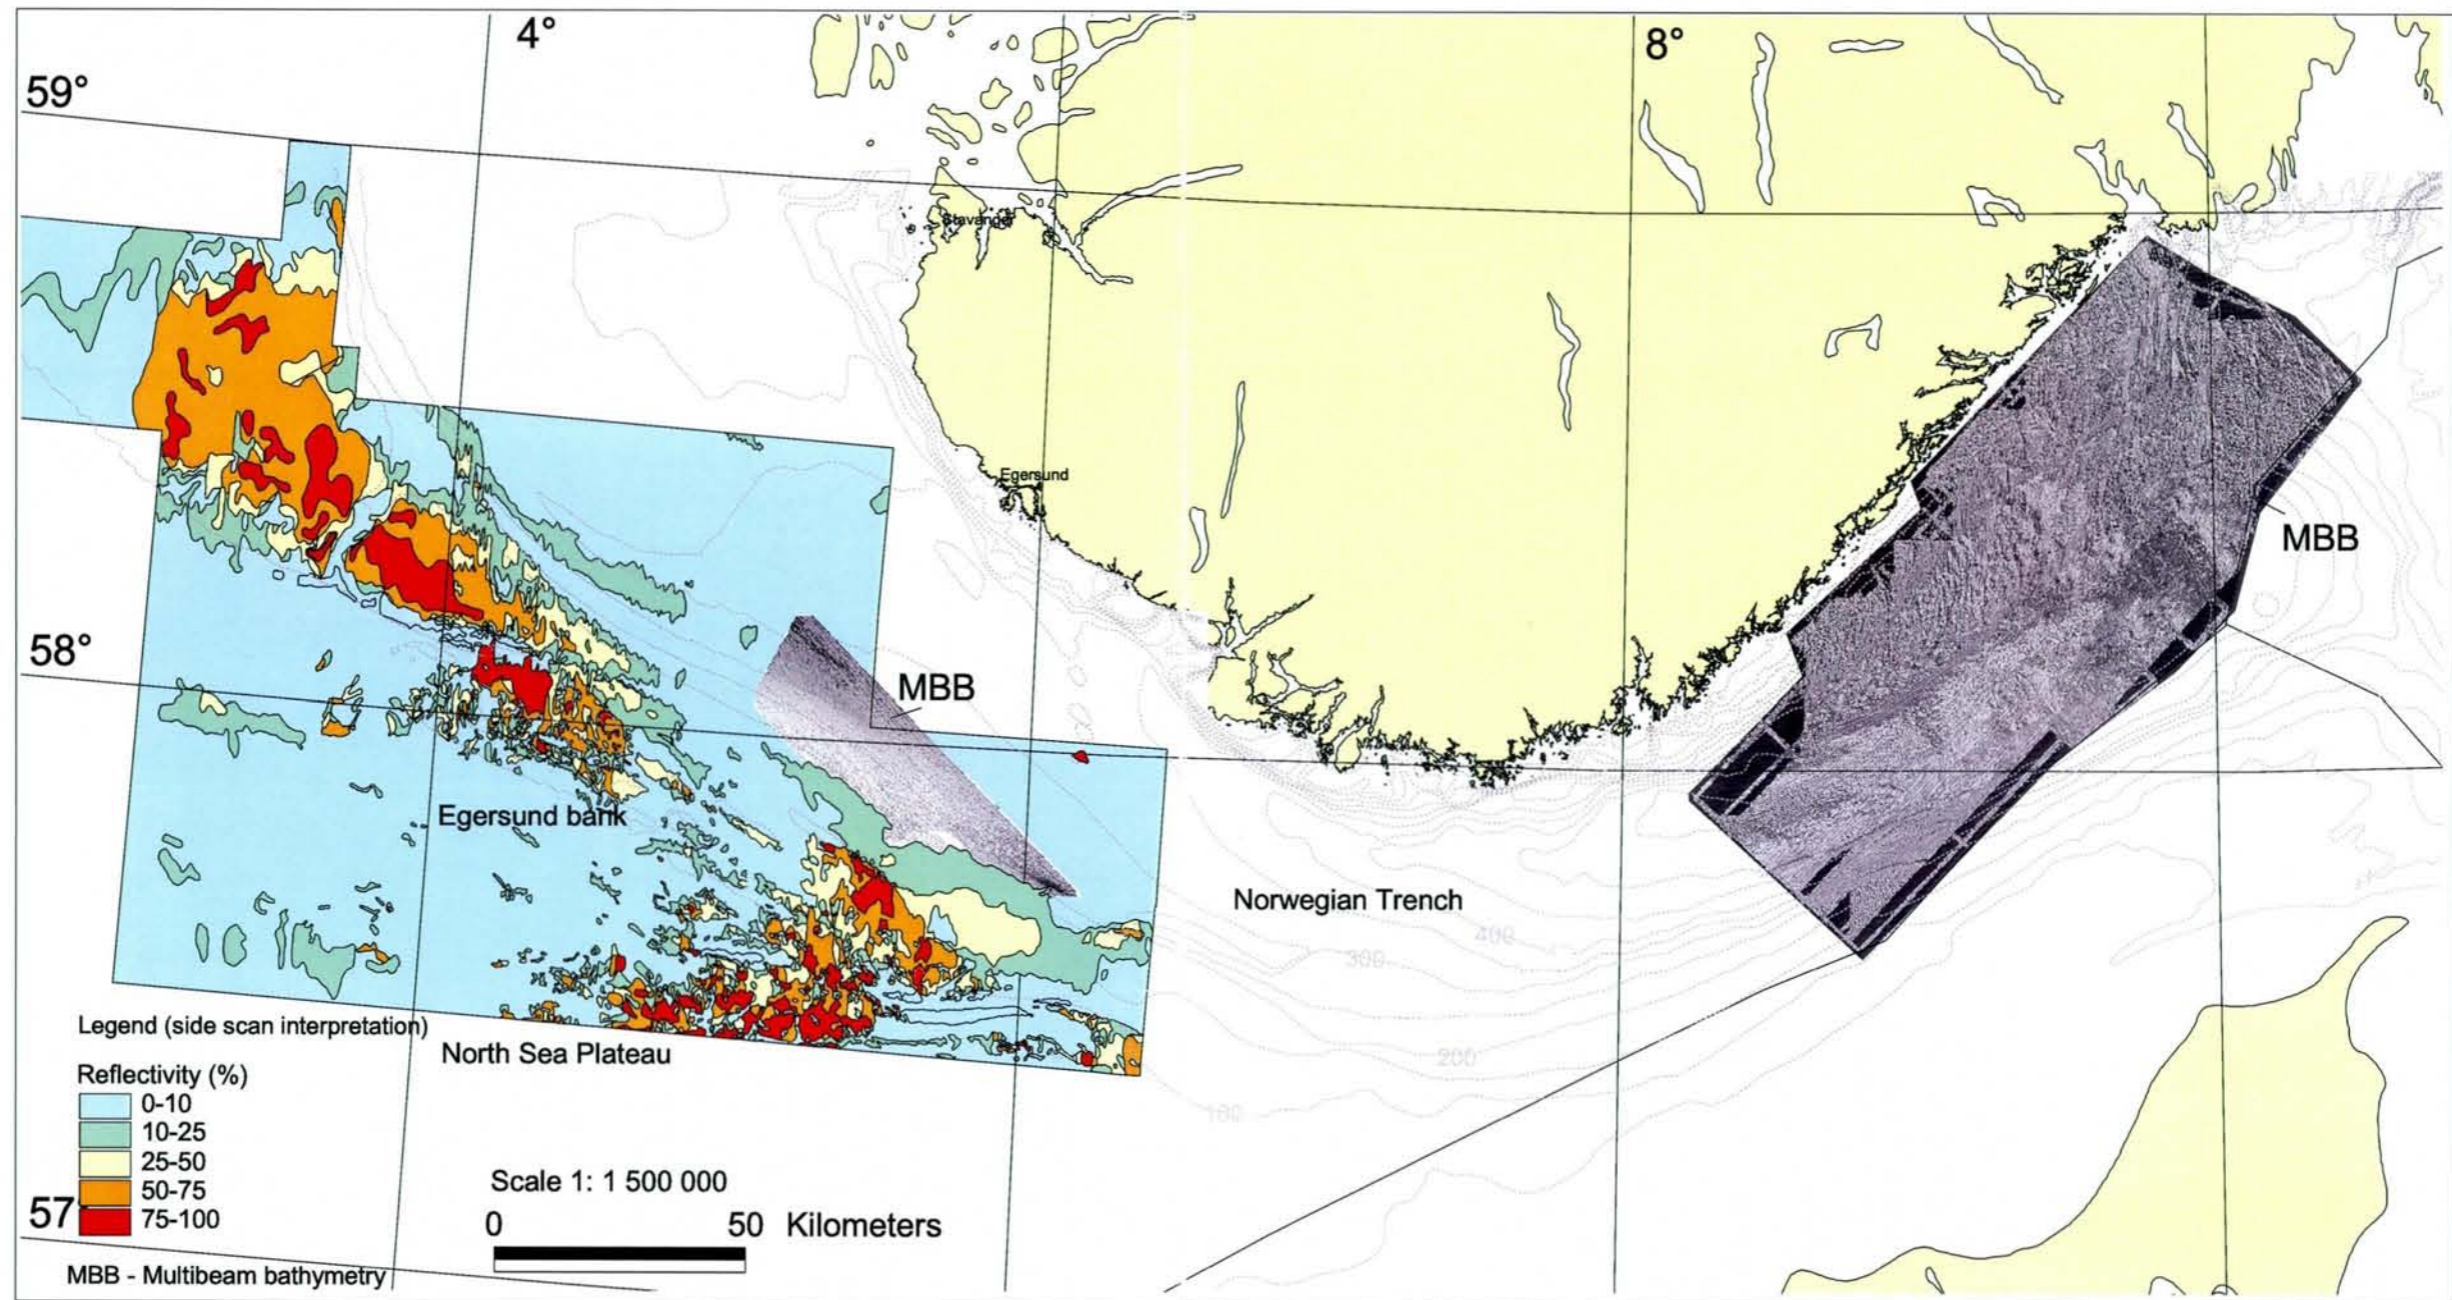 4°
8°
59°
Stavanger
Egersund
MBB
58°
MBB
Egersund bank
Norwegian Trench
400
300
Legend (side scan interpretation)
North Sea Plateau
200
Reflectivity (%)
0-10
100
10-25
25-50
50-75
Scale 1: 1 500 000
57
75-100
0 50 Kilometers
MBB - Multibeam bathymetry